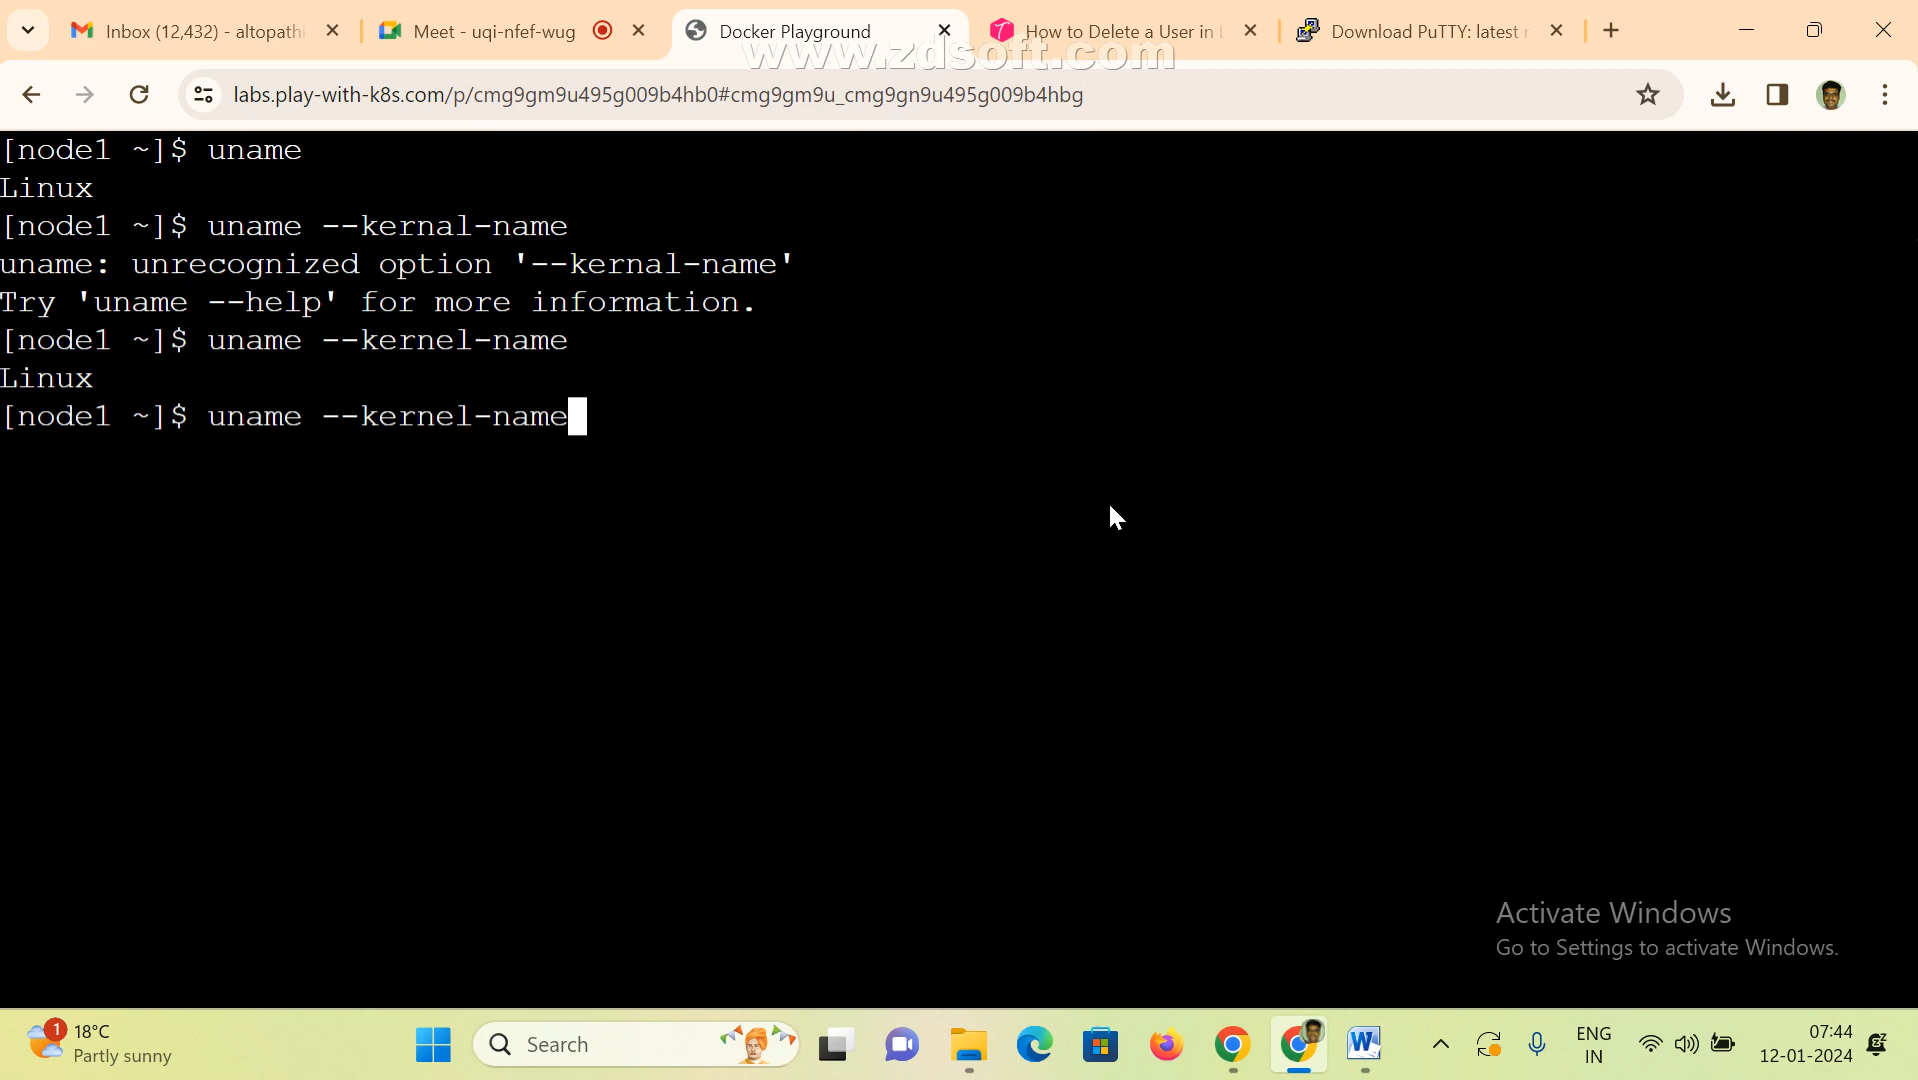 Inbox (12,432) - altopathi
Meet - uqi-nfef-wug
Docker Playground
How to Delete a User in L
Download PuTTY: latest r
www.zdsoft.com
labs.play-with-k8s.com/p/cmg9gm9u495g009b4hb0#cmg9gm9u_cmg9gn9u495g009b4hbg
[node1 ~]$ uname
Linux
[node1 ~]$ uname --kernal-name
uname: unrecognized option '--kernal-name'
Try 'uname --help' for more information.
[node1 ~]$ uname --kernel-name
Linux
[node1 ~]$ uname --kernel-name
Activate Windows
Go to Settings to activate Windows.
1
18°C
Partly sunny
Search
ENG
IN
07:44
12-01-2024